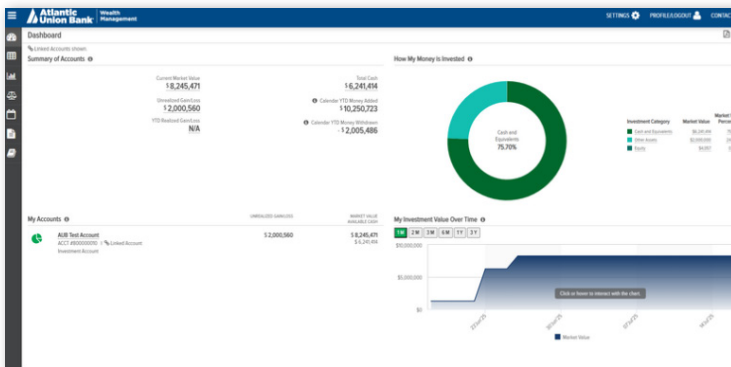 Atlantic Union Bank Wealth Management
SETTINGS PROFILE/LOGOUT CONTAC
Dashboard
Linked Accounts shown.
Summary of Accounts
Current Market Value
$8,245,471
Total Cash
$6,241,414
Unrealized Gain/Loss
$2,000,560
Calendar YTD Money Added
$10,250,723
YTD Realized Gain/Loss
N/A
Calendar YTD Money Withdrawn
-$2,005,486
How My Money Is Invested
Cash and
Equivalents
75.70%
Investment Category Market Value
Cash and Equivalents $6,241,414
Other Assets
Equity
My Accounts
UNREALIZED GAIN/LOSS
MARKET VALUE
AVAILABLE CASH
AUB Test Account
$2,000,560
$8,245,471
$6,241,414
Linked Account
Investment Account
My Investment Value Over Time
1M 2M 3M 6M 1Y 3Y
$10,000,000
$5,000,000
$0
Click or hover to interact with the chart.
Market Value